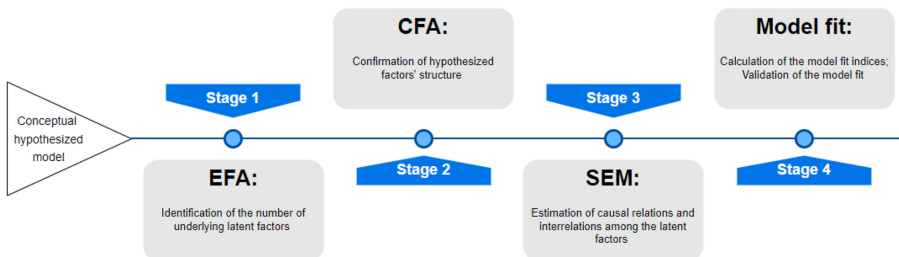 Conceptual
hypothesized
model
Stage 1
EFA:
Identification of the number of
underlying latent factors
CFA:
Confirmation of hypothesized
factors' structure
Stage 2
Stage 3
SEM:
Estimation of causal relations and
interrelations among the latent
factors
Model fit:
Calculation of the model fit indices;
Validation of the model fit
Stage 4